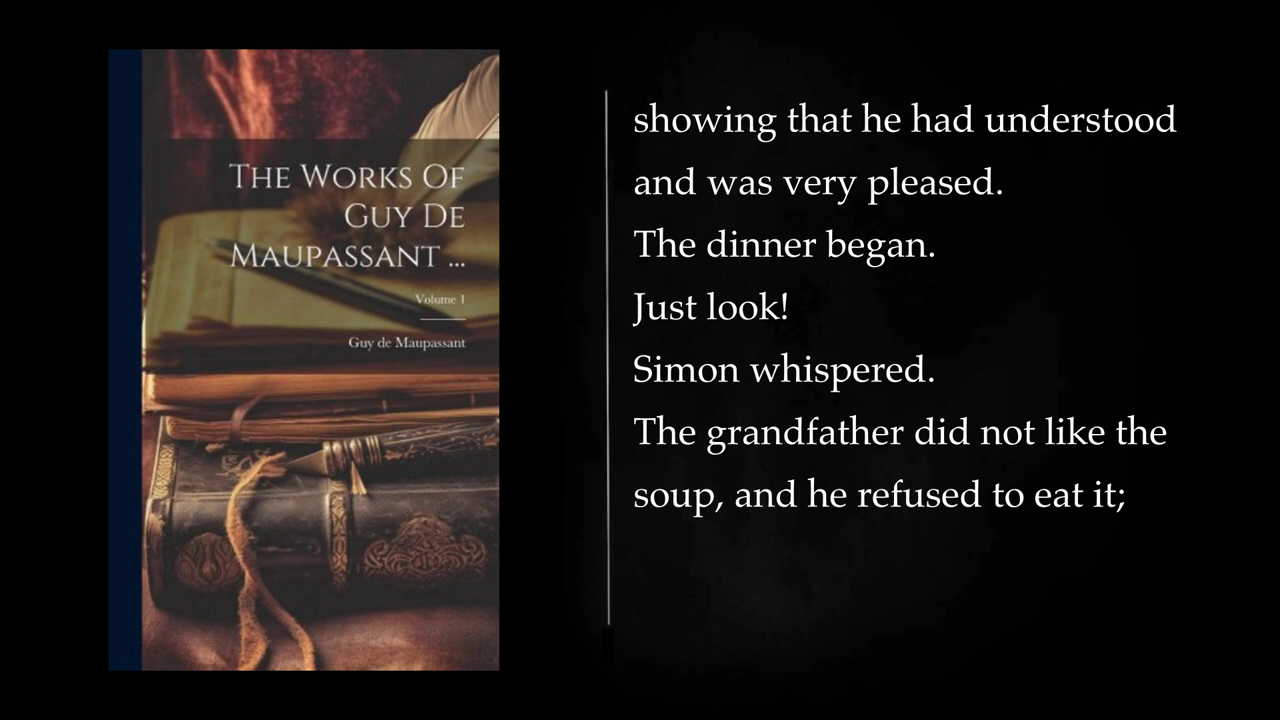 THE WORKS OF
GUY DE
MAUPASSANT ...
Volume 1
Guy de Maupassant
showing that he had understood
and was very pleased.
The dinner began.
Just look!
Simon whispered.
The grandfather did not like the
soup, and he refused to eat it;